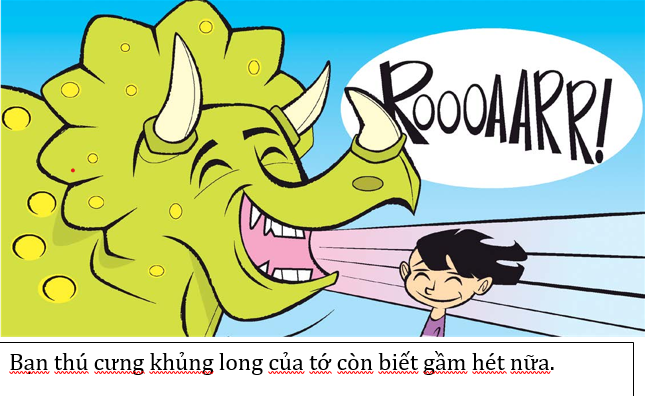 ROOOAARR!
Bạn thú cưng khủng long của tớ còn biết gầm hét nữa.